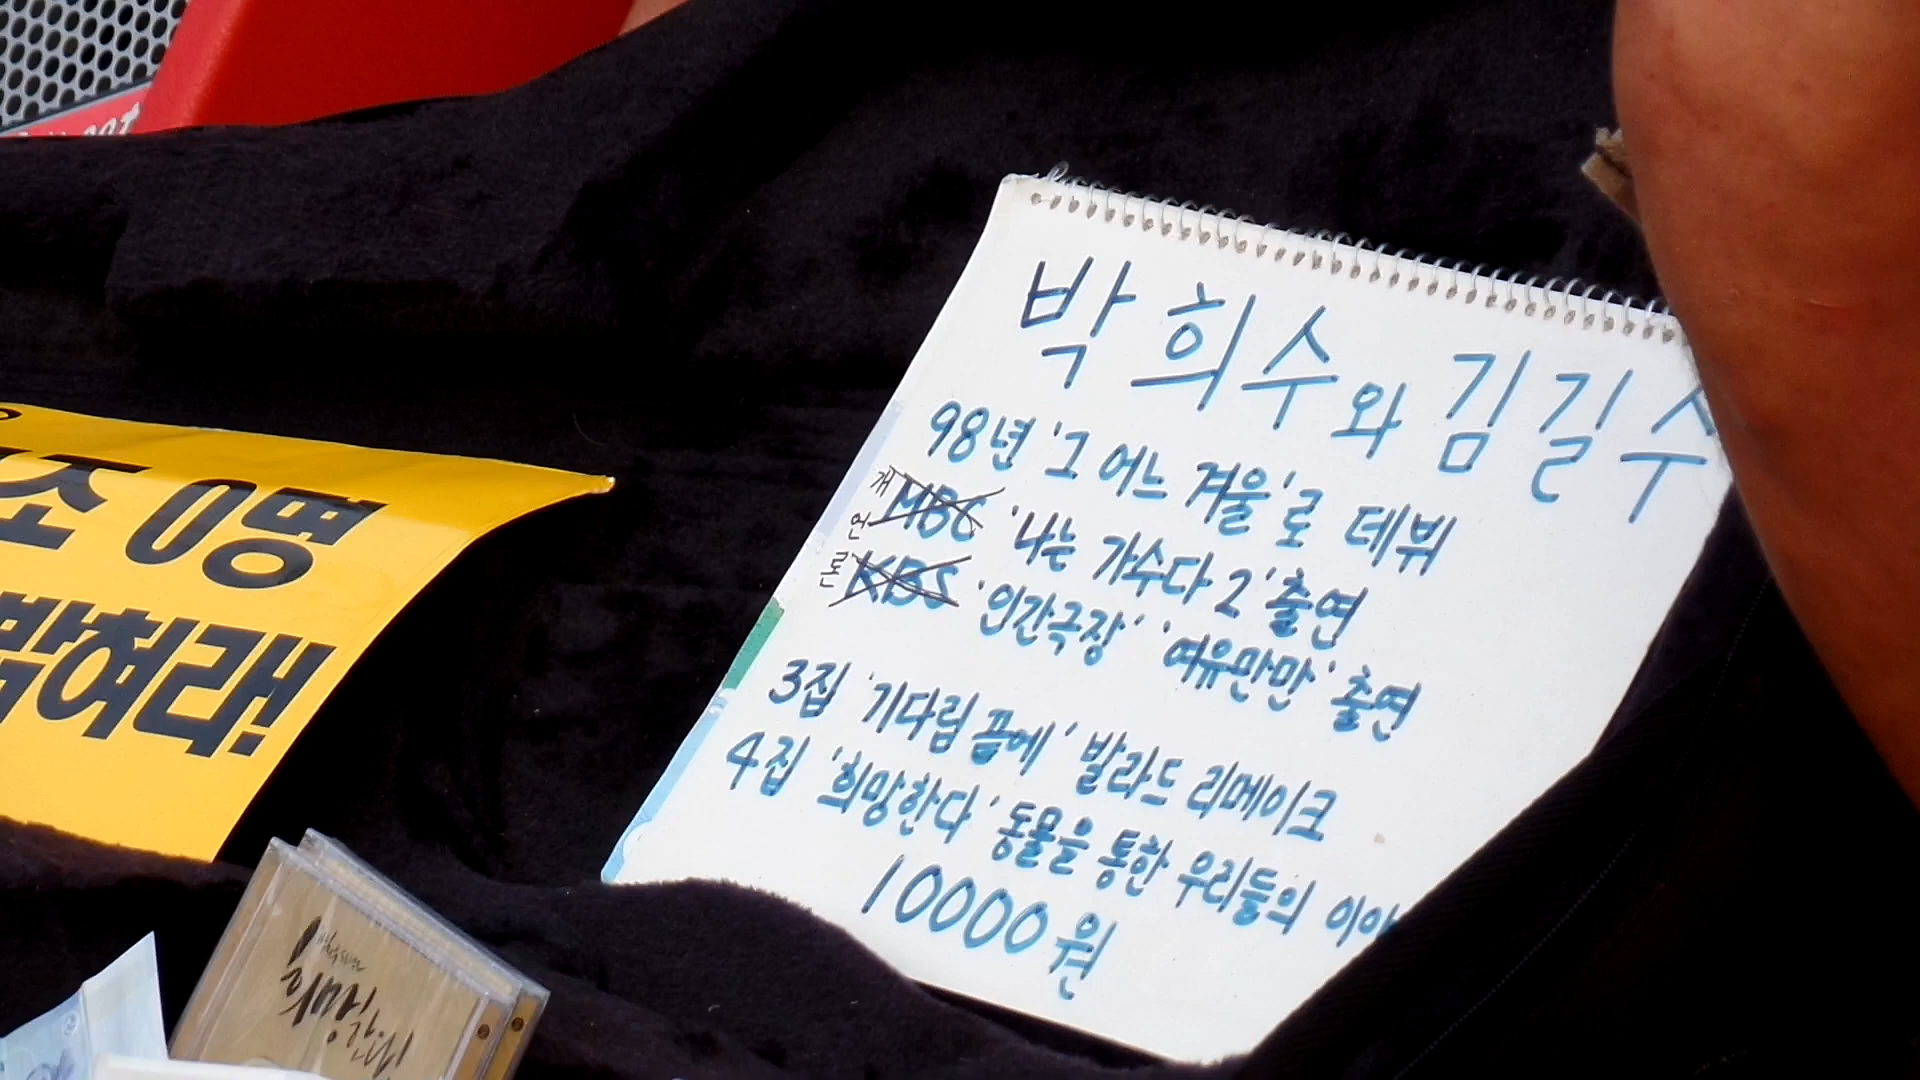 박희수와 김길수
98년 '그 어느 겨울'로 데뷔
개 MBC '나는 가수다 2' 출연
언
론 KBS '인간극장' '여유만만' 출연
3집 '기다림 끝에' 발라드 리메이크
4집 '희망한다' 동물을 통한 우리들의 이야
10000원
조 0명
밝혀라!
희망한다